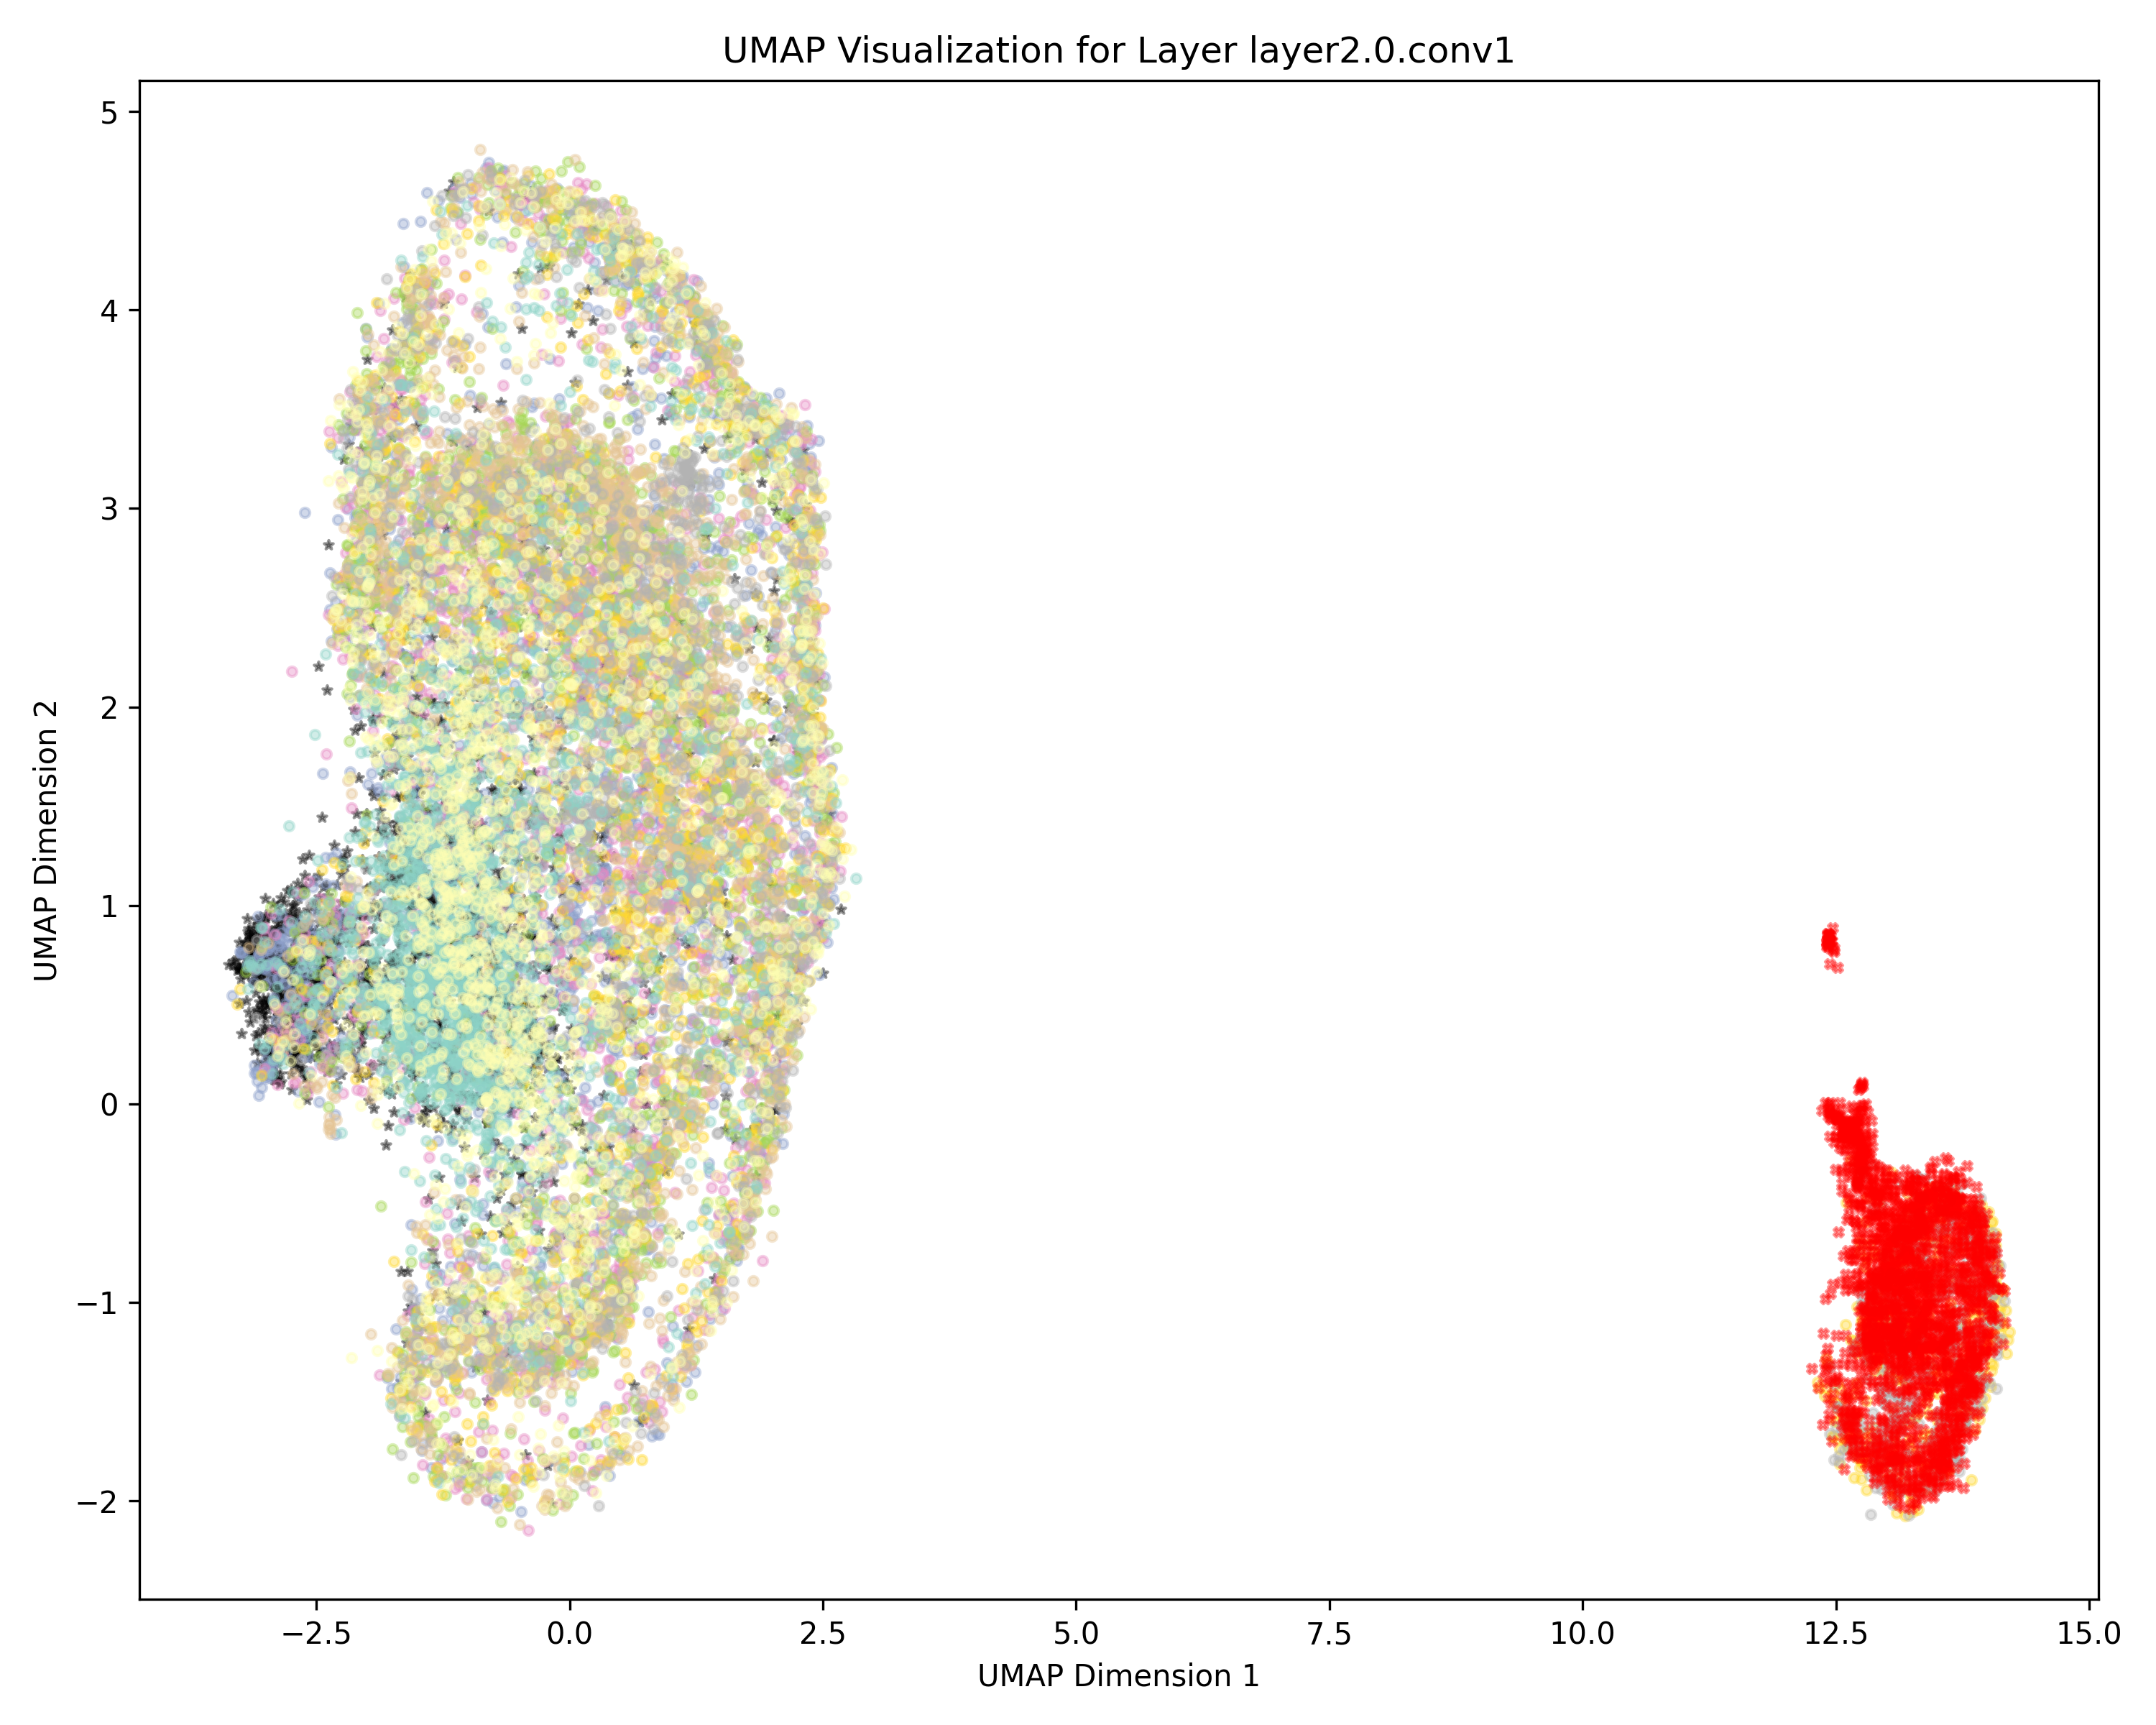 UMAP Visualization for Layer layer2.0.conv1
5
4
3
2
1
0
−1
−2
UMAP Dimension 2
−2.5 0.0 2.5 5.0 7.5 10.0 12.5 15.0
UMAP Dimension 1